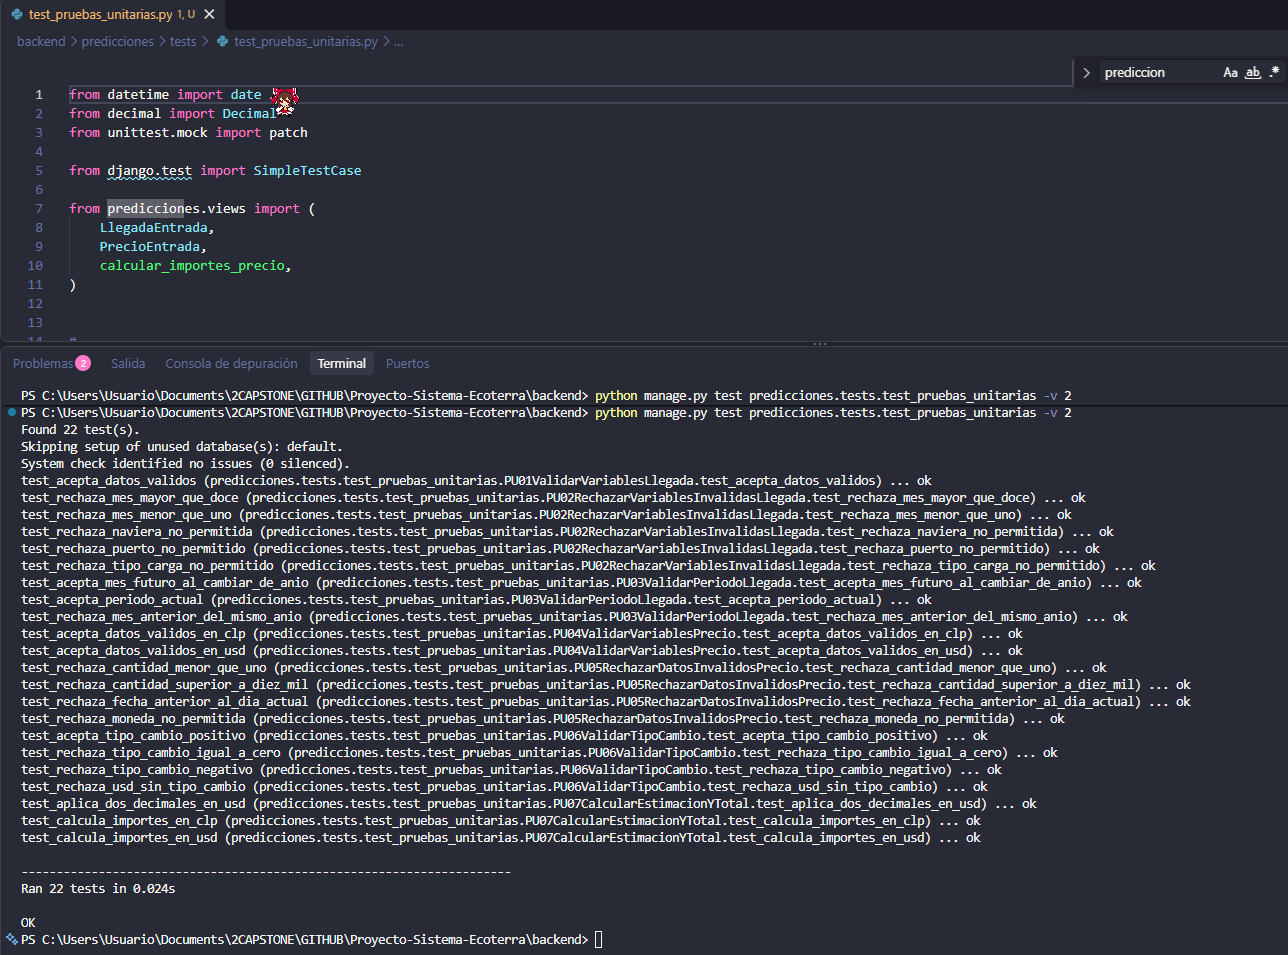 test_pruebas_unitarias.py 1, U
backend > predicciones > tests > test_pruebas_unitarias.py > ...
prediccion Aa ab .*
1 from datetime import date
2 from decimal import Decimal
3 from unittest.mock import patch
4
5 from django.test import SimpleTestCase
6
7 from predicciones.views import (
8 LlegadaEntrada,
9 PrecioEntrada,
10 calcular_importes_precio,
11 )
12
13
14 #
Problemas 2 Salida Consola de depuración Terminal Puertos
PS C:\Users\Usuario\Documents\2CAPSTONE\GITHUB\Proyecto-Sistema-Ecoterra\backend> python manage.py test predicciones.tests.test_pruebas_unitarias -v 2
PS C:\Users\Usuario\Documents\2CAPSTONE\GITHUB\Proyecto-Sistema-Ecoterra\backend> python manage.py test predicciones.tests.test_pruebas_unitarias -v 2
Found 22 test(s).
Skipping setup of unused database(s): default.
System check identified no issues (0 silenced).
test_acepta_datos_validos (predicciones.tests.test_pruebas_unitarias.PU01ValidarVariablesLlegada.test_acepta_datos_validos) ... ok
test_rechaza_mes_mayor_que_doce (predicciones.tests.test_pruebas_unitarias.PU02RechazarVariablesInvalidasLlegada.test_rechaza_mes_mayor_que_doce) ... ok
test_rechaza_mes_menor_que_uno (predicciones.tests.test_pruebas_unitarias.PU02RechazarVariablesInvalidasLlegada.test_rechaza_mes_menor_que_uno) ... ok
test_rechaza_naviera_no_permitida (predicciones.tests.test_pruebas_unitarias.PU02RechazarVariablesInvalidasLlegada.test_rechaza_naviera_no_permitida) ... ok
test_rechaza_puerto_no_permitido (predicciones.tests.test_pruebas_unitarias.PU02RechazarVariablesInvalidasLlegada.test_rechaza_puerto_no_permitido) ... ok
test_rechaza_tipo_carga_no_permitido (predicciones.tests.test_pruebas_unitarias.PU02RechazarVariablesInvalidasLlegada.test_rechaza_tipo_carga_no_permitido) ... ok
test_acepta_mes_futuro_al_cambiar_de_anio (predicciones.tests.test_pruebas_unitarias.PU03ValidarPeriodoLlegada.test_acepta_mes_futuro_al_cambiar_de_anio) ... ok
test_acepta_periodo_actual (predicciones.tests.test_pruebas_unitarias.PU03ValidarPeriodoLlegada.test_acepta_periodo_actual) ... ok
test_rechaza_mes_anterior_del_mismo_anio (predicciones.tests.test_pruebas_unitarias.PU03ValidarPeriodoLlegada.test_rechaza_mes_anterior_del_mismo_anio) ... ok
test_acepta_datos_validos_en_clp (predicciones.tests.test_pruebas_unitarias.PU04ValidarVariablesPrecio.test_acepta_datos_validos_en_clp) ... ok
test_acepta_datos_validos_en_usd (predicciones.tests.test_pruebas_unitarias.PU04ValidarVariablesPrecio.test_acepta_datos_validos_en_usd) ... ok
test_rechaza_cantidad_menor_que_uno (predicciones.tests.test_pruebas_unitarias.PU05RechazarDatosInvalidosPrecio.test_rechaza_cantidad_menor_que_uno) ... ok
test_rechaza_cantidad_superior_a_diez_mil (predicciones.tests.test_pruebas_unitarias.PU05RechazarDatosInvalidosPrecio.test_rechaza_cantidad_superior_a_diez_mil) ... ok
test_rechaza_fecha_anterior_al_dia_actual (predicciones.tests.test_pruebas_unitarias.PU05RechazarDatosInvalidosPrecio.test_rechaza_fecha_anterior_al_dia_actual) ... ok
test_rechaza_moneda_no_permitida (predicciones.tests.test_pruebas_unitarias.PU05RechazarDatosInvalidosPrecio.test_rechaza_moneda_no_permitida) ... ok
test_acepta_tipo_cambio_positivo (predicciones.tests.test_pruebas_unitarias.PU06ValidarTipoCambio.test_acepta_tipo_cambio_positivo) ... ok
test_rechaza_tipo_cambio_igual_a_cero (predicciones.tests.test_pruebas_unitarias.PU06ValidarTipoCambio.test_rechaza_tipo_cambio_igual_a_cero) ... ok
test_rechaza_tipo_cambio_negativo (predicciones.tests.test_pruebas_unitarias.PU06ValidarTipoCambio.test_rechaza_tipo_cambio_negativo) ... ok
test_rechaza_usd_sin_tipo_cambio (predicciones.tests.test_pruebas_unitarias.PU06ValidarTipoCambio.test_rechaza_usd_sin_tipo_cambio) ... ok
test_aplica_dos_decimales_en_usd (predicciones.tests.test_pruebas_unitarias.PU07CalcularEstimacionYTotal.test_aplica_dos_decimales_en_usd) ... ok
test_calcula_importes_en_clp (predicciones.tests.test_pruebas_unitarias.PU07CalcularEstimacionYTotal.test_calcula_importes_en_clp) ... ok
test_calcula_importes_en_usd (predicciones.tests.test_pruebas_unitarias.PU07CalcularEstimacionYTotal.test_calcula_importes_en_usd) ... ok
----------------------------------------------------------------------
Ran 22 tests in 0.024s
OK
PS C:\Users\Usuario\Documents\2CAPSTONE\GITHUB\Proyecto-Sistema-Ecoterra\backend>